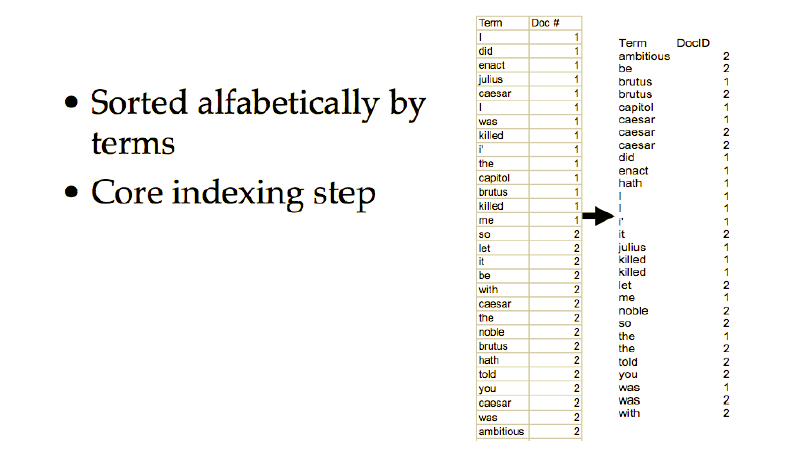 • Sorted alfabetically by
terms
• Core indexing step
Term Doc #
I 1
did 1
enact 1
julius 1
caesar 1
I 1
was 1
killed 1
i' 1
the 1
capitol 1
brutus 1
killed 1
me 1
so 2
let 2
it 2
be 2
with 2
caesar 2
the 2
noble 2
brutus 2
hath 2
told 2
you 2
caesar 2
was 2
ambitious 2
Term DocID
ambitious 2
be 2
brutus 1
brutus 2
capitol 1
caesar 1
caesar 2
caesar 2
did 1
enact 1
hath 1
I 1
I 1
i' 1
it 2
julius 1
killed 1
killed 1
let 2
me 1
noble 2
so 2
the 1
the 2
told 2
you 2
was 1
was 2
with 2